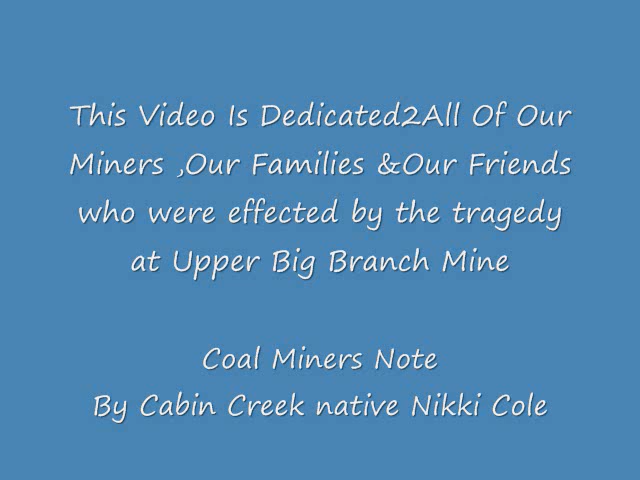 This Video Is Dedicated2All Of Our
Miners ,Our Families &Our Friends
who were effected by the tragedy
at Upper Big Branch Mine
Coal Miners Note
By Cabin Creek native Nikki Cole